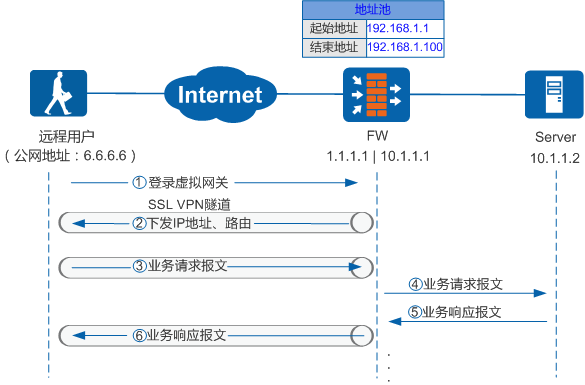 地址池
起始地址 192.168.1.1
结束地址 192.168.1.100
Internet
远程用户
（公网地址：6.6.6.6）
FW
1.1.1.1 | 10.1.1.1
Server
10.1.1.2
①登录虚拟网关
SSL VPN隧道
②下发IP地址、路由
③业务请求报文
④业务请求报文
⑤业务响应报文
⑥业务响应报文